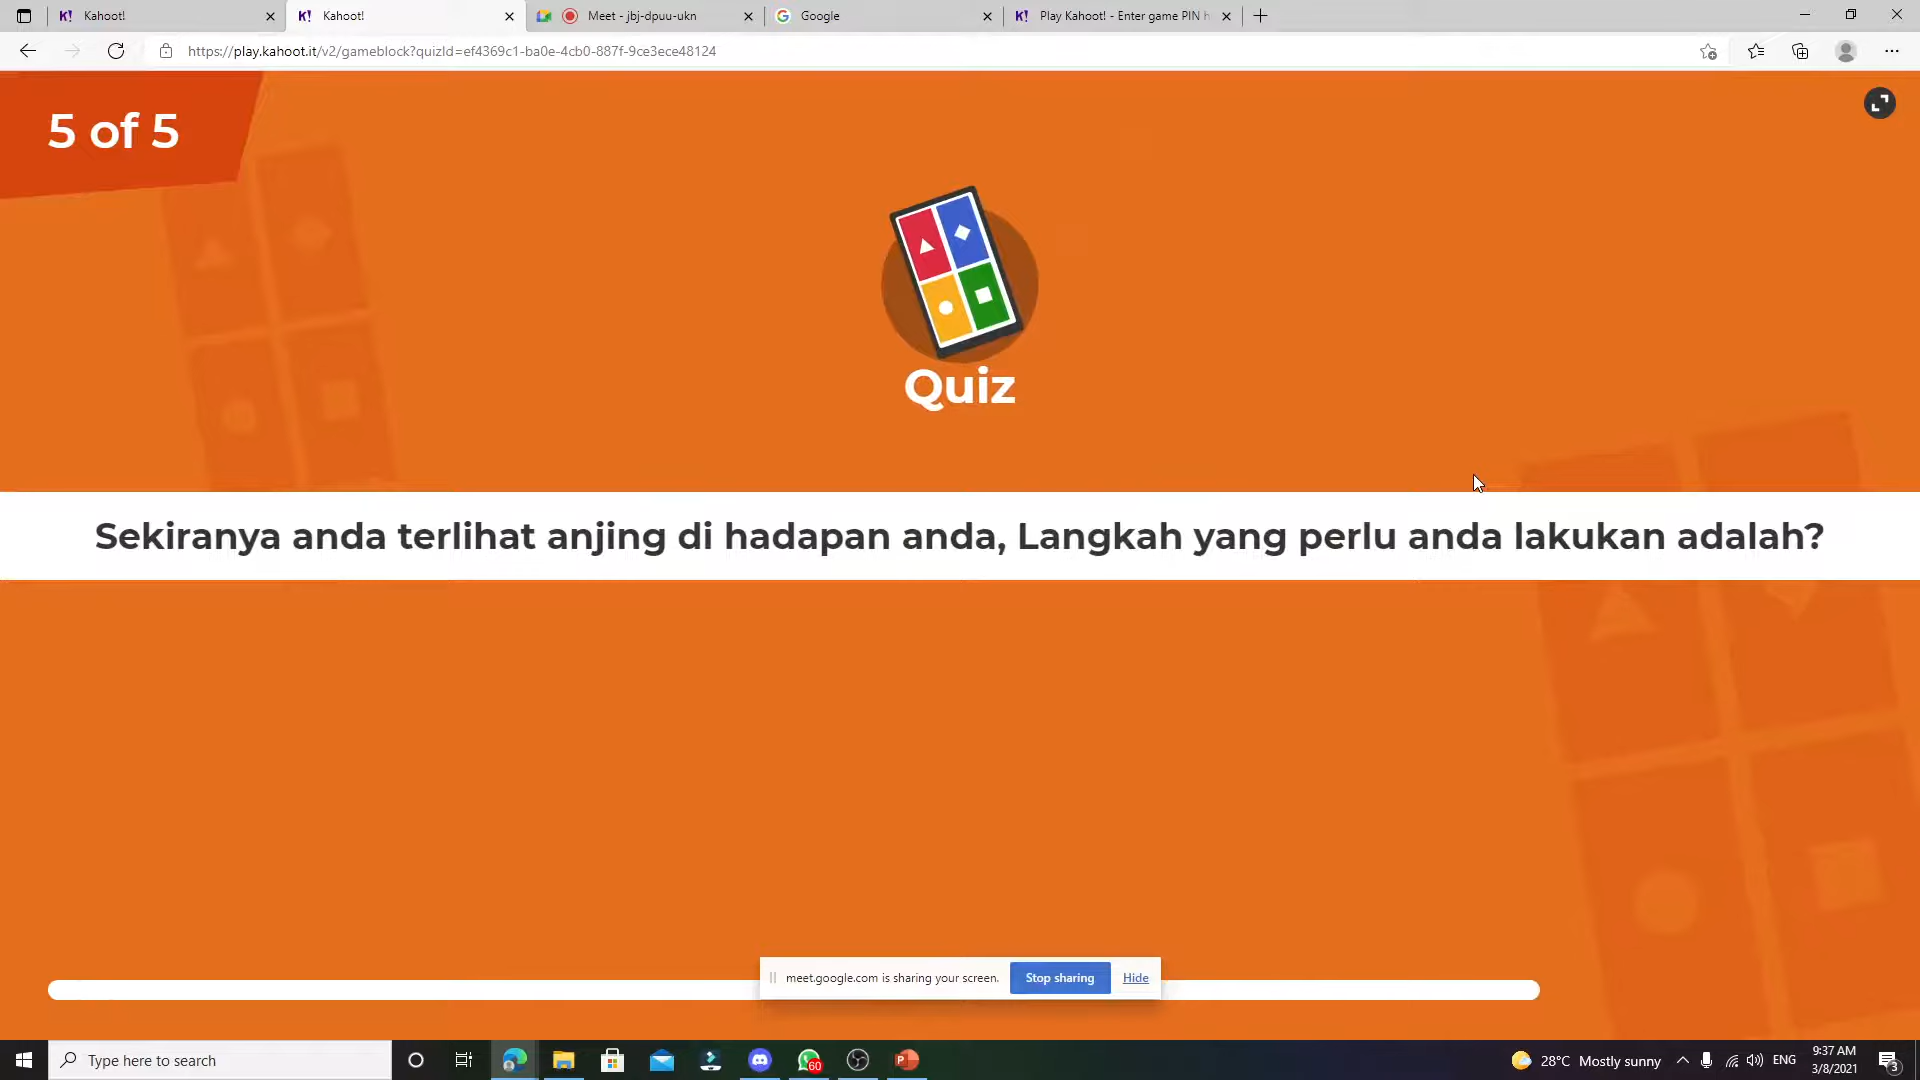 Kahoot!
Kahoot!
Meet - jbj-dpuu-ukn
Google
Play Kahoot! - Enter game PIN h
https://play.kahoot.it/v2/gameblock?quizId=ef4369c1-ba0e-4cb0-887f-9ce3ece48124
5 of 5
Quiz
Sekiranya anda terlihat anjing di hadapan anda, Langkah yang perlu anda lakukan adalah?
meet.google.com is sharing your screen. Stop sharing Hide
Type here to search
60
28°C Mostly sunny
ENG
9:37 AM
3/8/2021
3